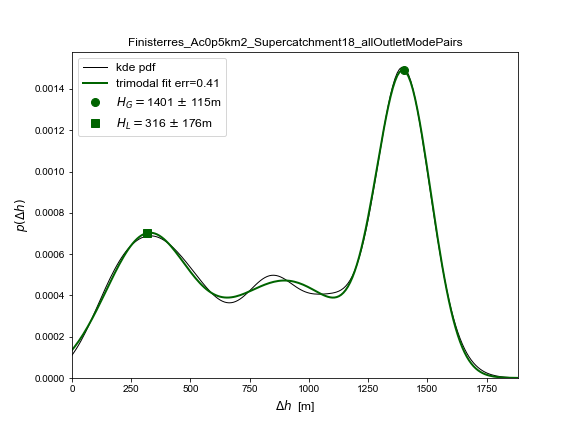 Finisterres_Ac0p5km2_Supercatchment18_allOutletModePairs
kde pdf
trimodal fit err=0.41
H_G = 1401 ± 115m
H_L = 316 ± 176m
p(Δh)
0.0014
0.0012
0.0010
0.0008
0.0006
0.0004
0.0002
0.0000
0 250 500 750 1000 1250 1500 1750
Δh [m]